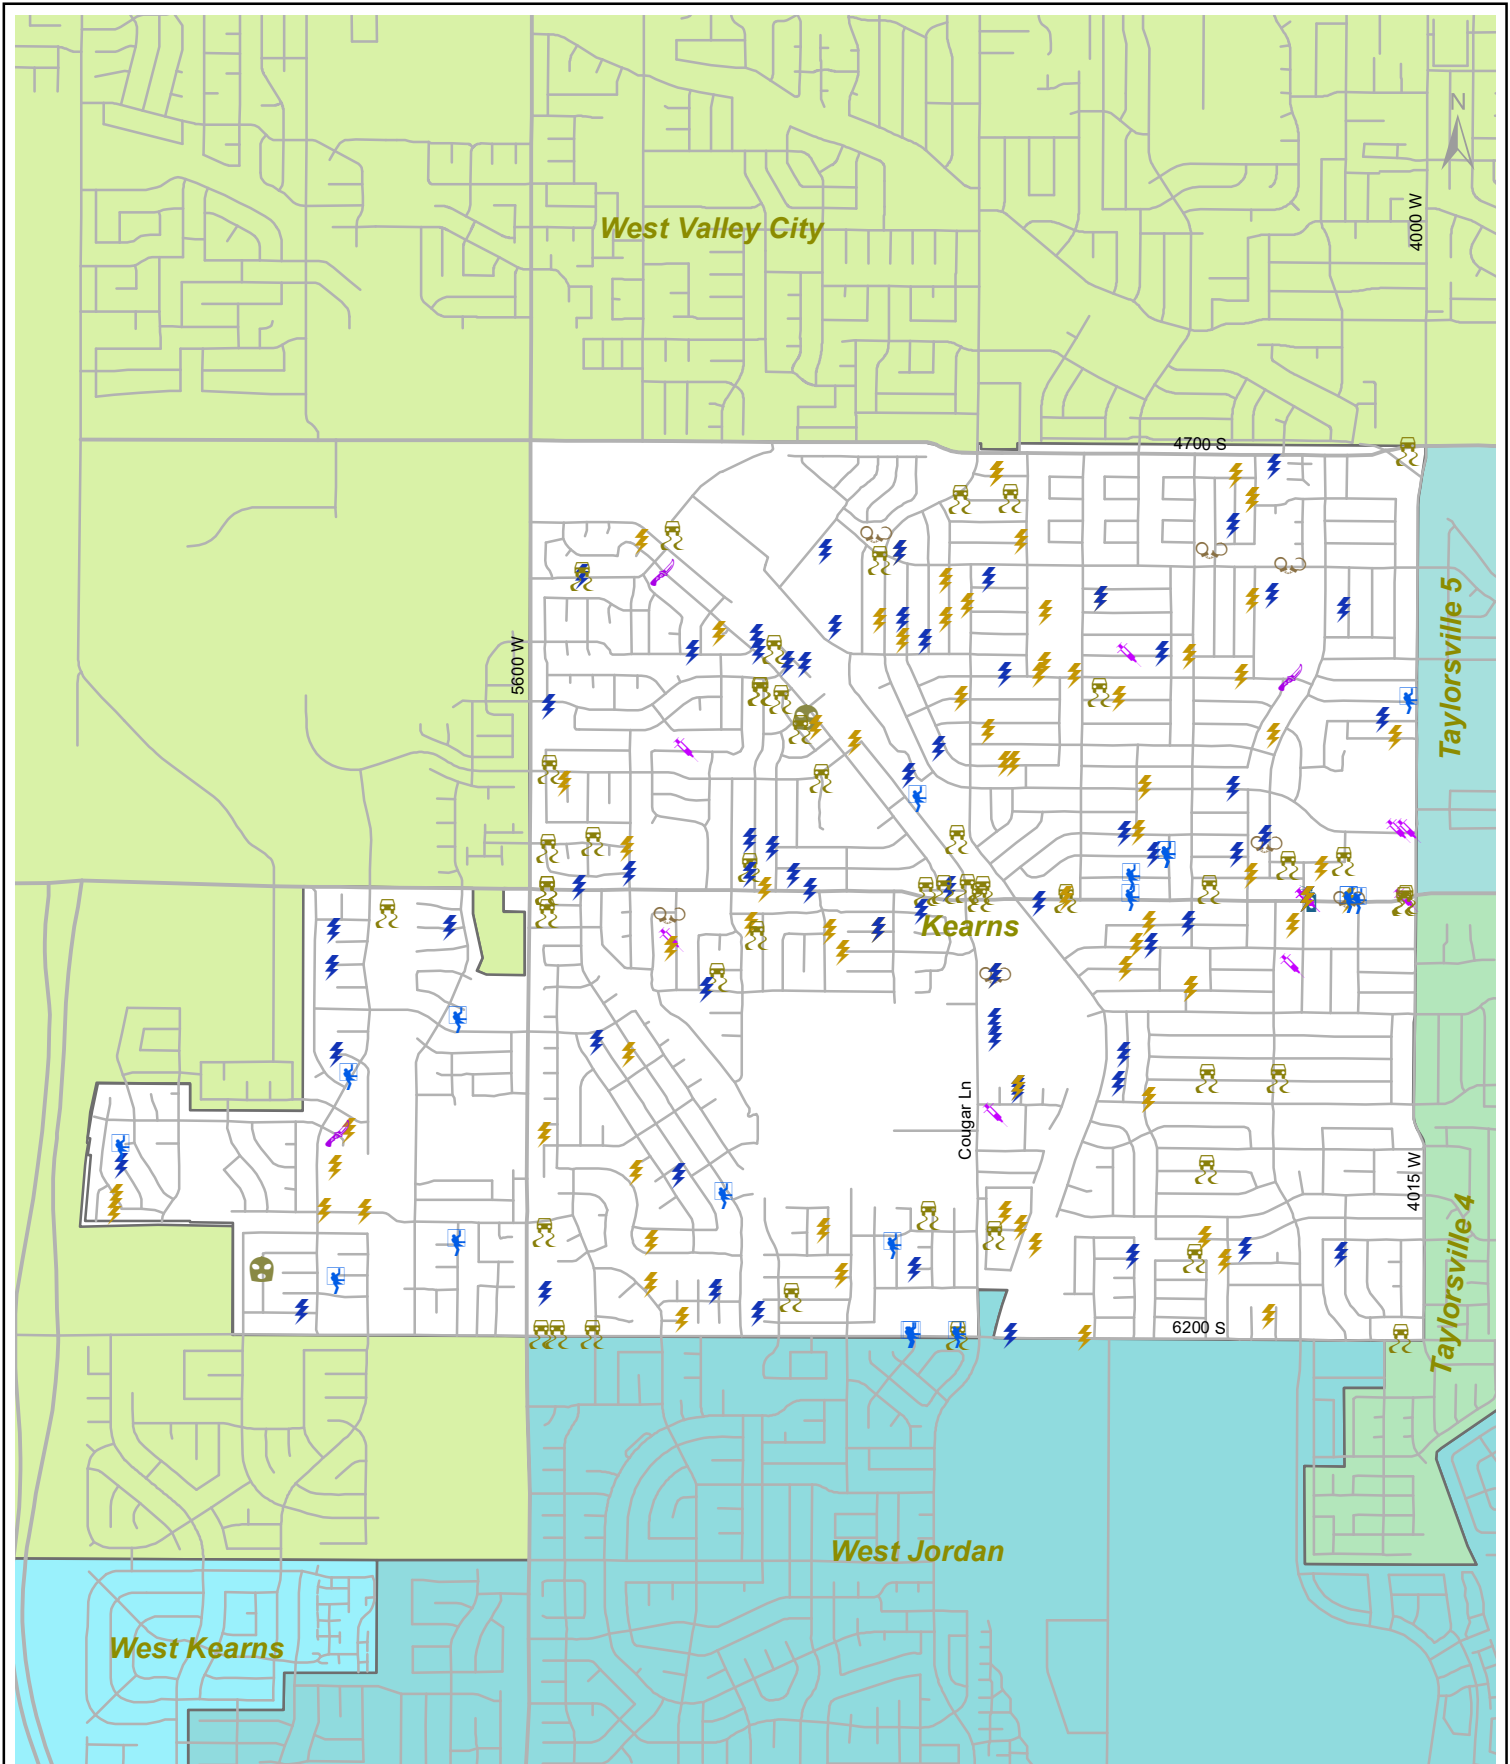 N
4000 W
West Valley City
4700 S
Taylorsville 5
5600 W
Kearns
Cougar Ln
4015 W
Taylorsville 4
6200 S
West Jordan
West Kearns